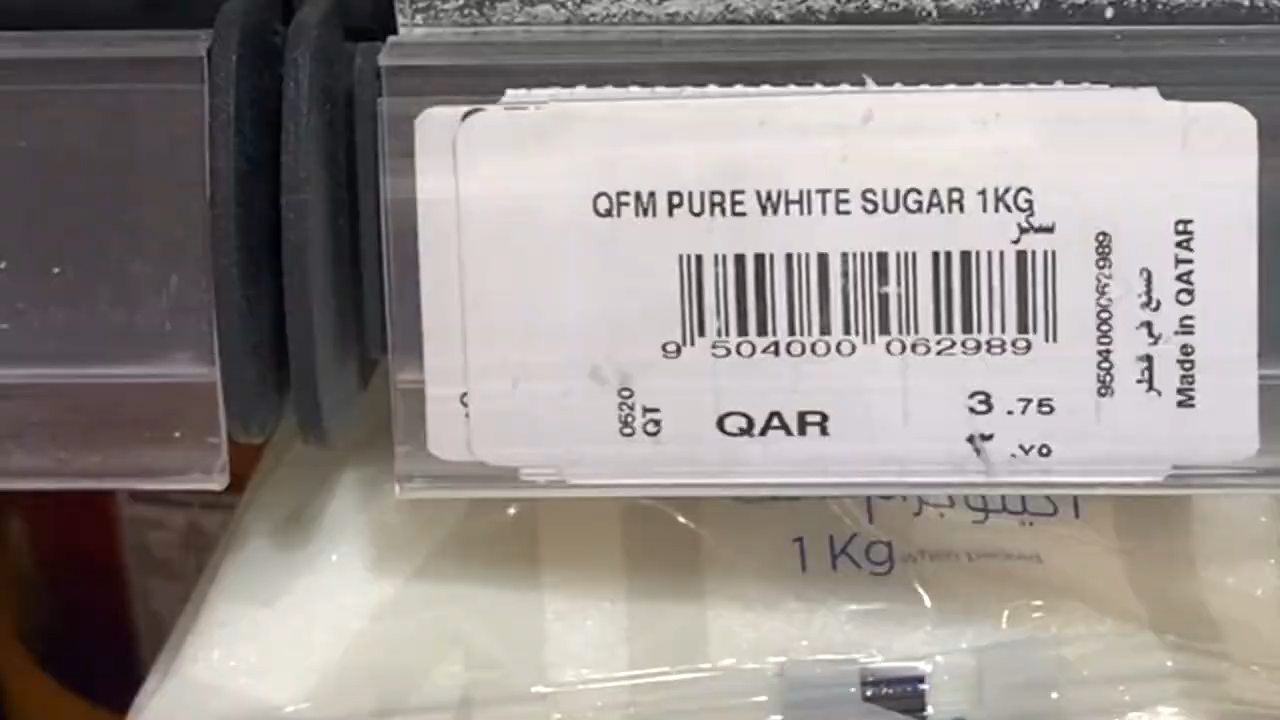 QFM PURE WHITE SUGAR 1KG
سكر
9 504000 062989
0620
QT
QAR
3.75
٣.٧٥
9504000062989
صنع في قطر
Made in QATAR
1 Kg